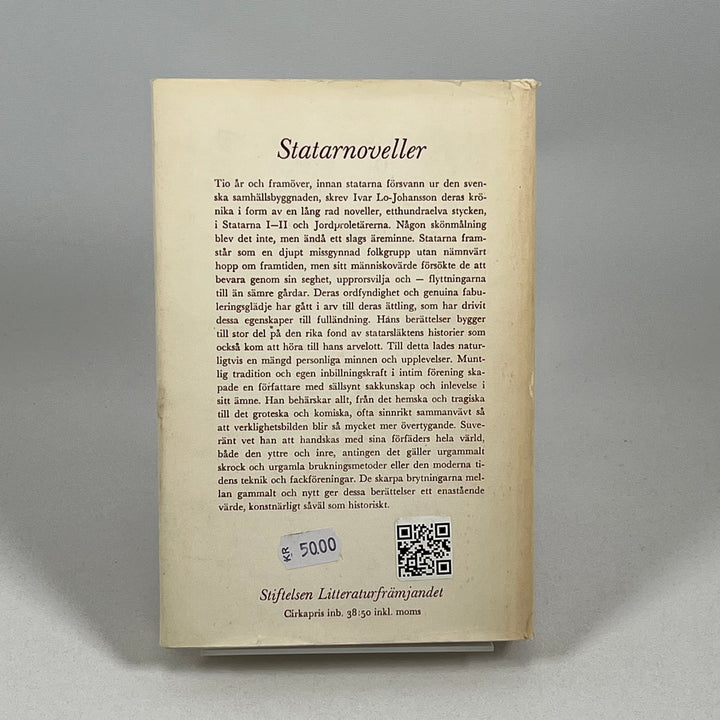 Statarnoveller
Tio år och framöver, innan statarna försvann ur den sven-
ska samhällsbyggnaden, skrev Ivar Lo-Johansson deras krö-
nika i form av en lång rad noveller, etthundraelva stycken,
i Statarna I—II och Jordproletärerna. Någon skönmålning
blev det inte, men ändå ett slags äreminne. Statarna fram-
står som en djupt missgynnad folkgrupp utan nämnvärt
hopp om framtiden, men sitt människovärde försökte de att
bevara genom sin seghet, upprorsvilja och — flyttningarna
till än sämre gårdar. Deras ordfyndighet och genuina fabu-
leringsglädje har gått i arv till deras ättling, som har drivit
dessa egenskaper till fulländning. Hans berättelser bygger
till stor del på den rika fond av statarsläktens historier som
också kom att höra till hans arvelott. Till detta lades natur-
ligtvis en mängd personliga minnen och upplevelser. Munt-
lig tradition och egen inbillningskraft i intim förening ska-
pade en författare med sällsynt sakkunskap och inlevelse i
sitt ämne. Han behärskar allt, från det hemska och tragiska
till det groteska och komiska, ofta sinnrikt sammanvävt så
att verklighetsbilden blir så mycket mer övertygande. Suve-
ränt vet han att handskas med sina förfäders hela värld,
både den yttre och inre, antingen det gäller urgammalt
skrock och urgamla brukningsmetoder eller den moderna ti-
dens teknik och fackföreningar. De skarpa brytningarna mel-
lan gammalt och nytt ger dessa berättelser ett enastående
värde, konstnärligt såväl som historiskt.
KR 50.00
Stiftelsen Litteraturfrämjandet
Cirkapris inb. 38:50 inkl. moms